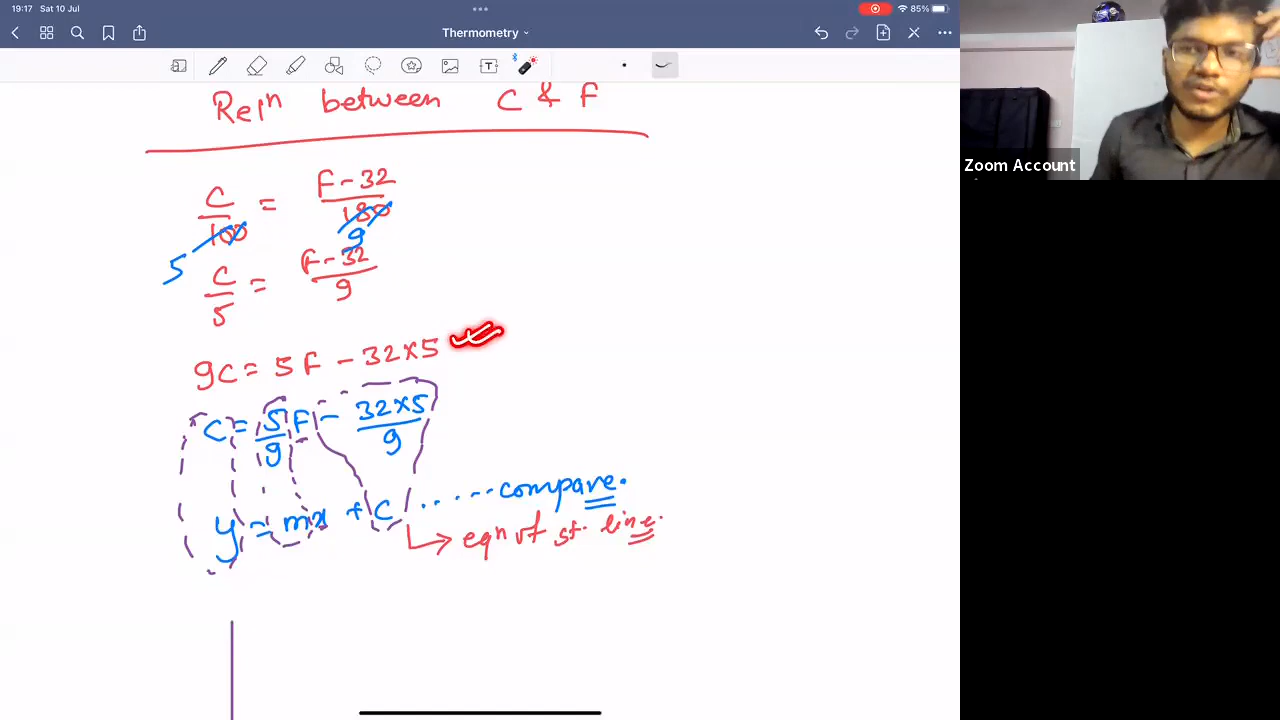 19:17 Sat 10 Jul
85%
Thermometry
Relⁿ between C & F
C/100 = F-32/180
5 9
C/5 = F-32/9
9C = 5F - 32×5
C = 5/9 F - 32×5/9
y = mx + C ...... compare.
→ eqⁿ of st. line.
Zoom Account